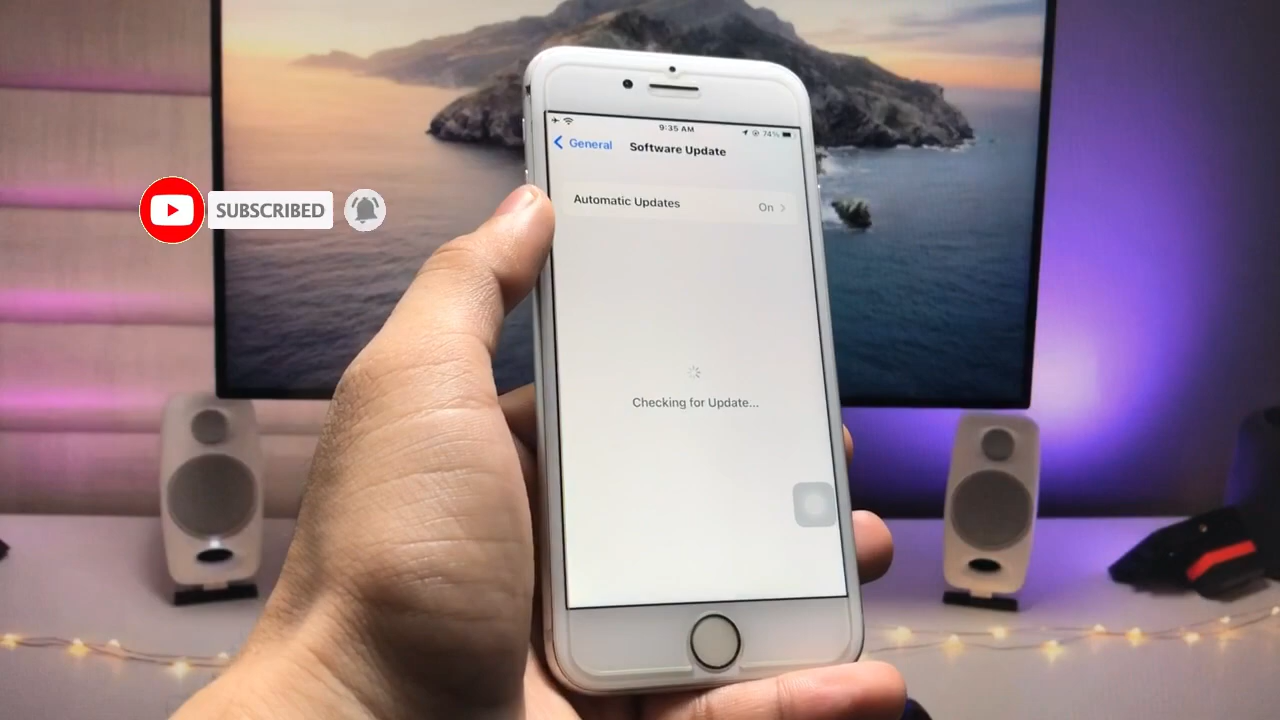 9:35 AM
74%
General
Software Update
Automatic Updates
On
Checking for Update...
SUBSCRIBED